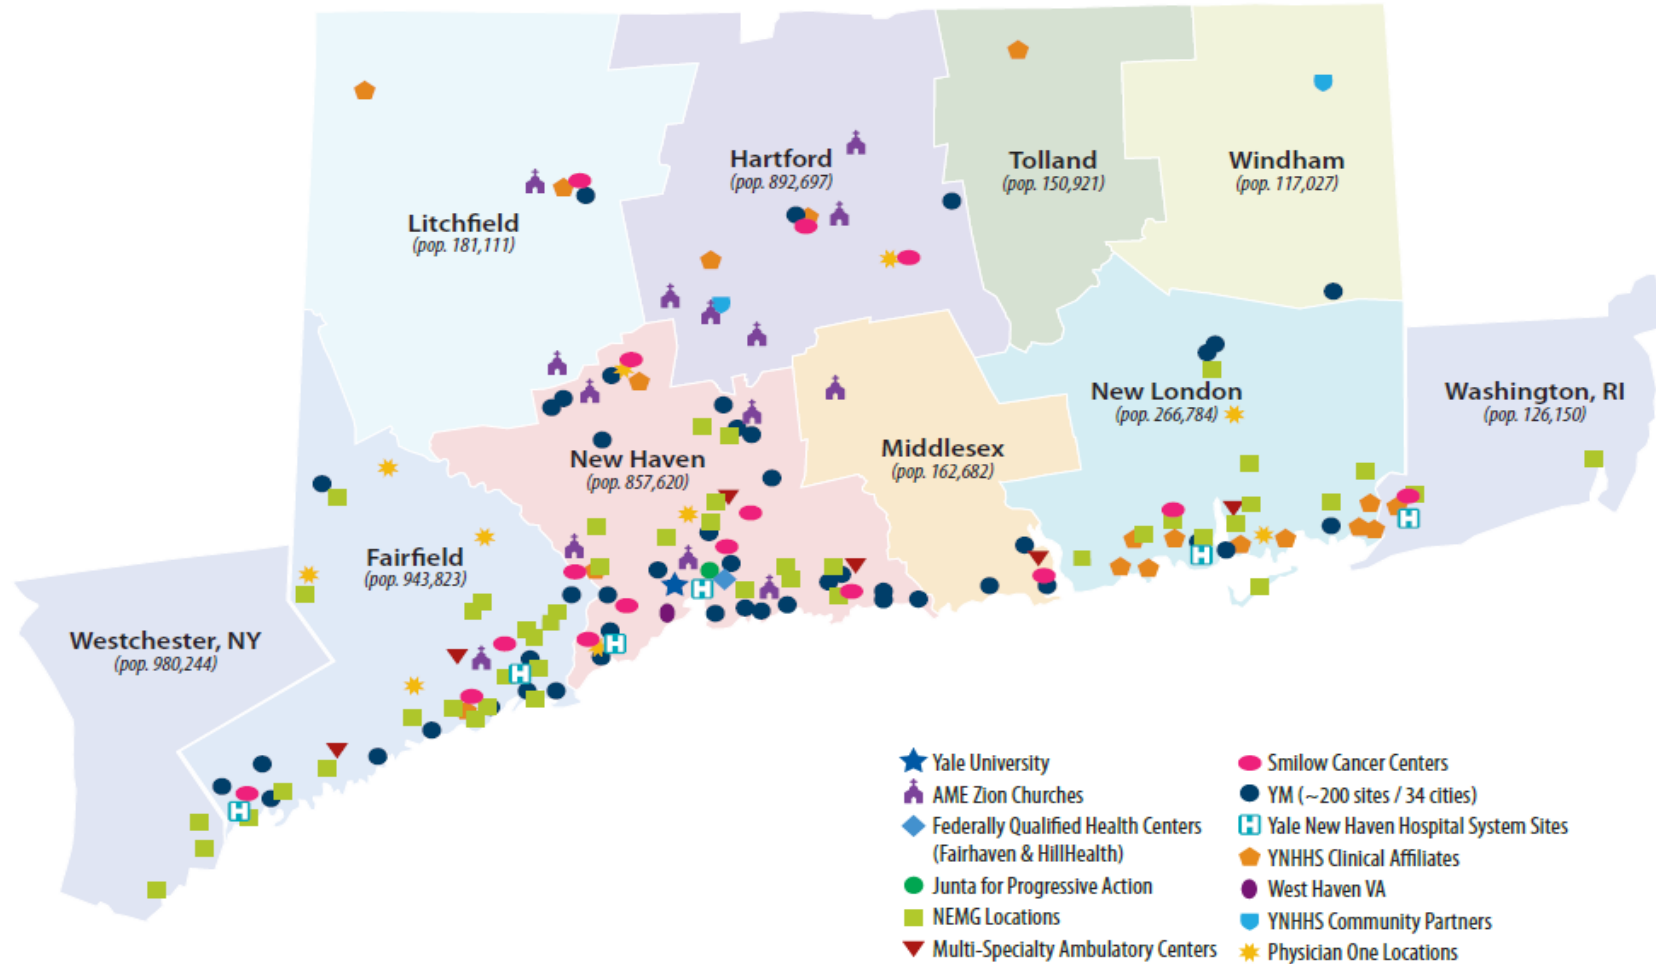 Hartford
(pop. 892,697)
Tolland
(pop. 150,921)
Windham
(pop. 117,027)
Litchfield
(pop. 181,111)
New London
(pop. 266,784)
Washington, RI
(pop. 126,150)
Middlesex
(pop. 162,682)
New Haven
(pop. 857,620)
Fairfield
(pop. 943,823)
Westchester, NY
(pop. 980,244)
H
H
H
H
H
Yale University
AME Zion Churches
Federally Qualified Health Centers
(Fairhaven & HillHealth)
Junta for Progressive Action
NEMG Locations
Multi-Specialty Ambulatory Centers
Smilow Cancer Centers
YM (~200 sites / 34 cities)
H Yale New Haven Hospital System Sites
YNHHS Clinical Affiliates
West Haven VA
YNHHS Community Partners
Physician One Locations
H